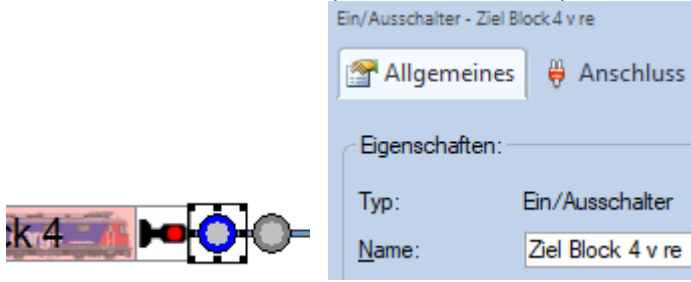 Ein/Ausschalter - Ziel Block 4 v re
Allgemeines
Anschluss
Eigenschaften:
Typ: Ein/Ausschalter
Name: Ziel Block 4 v re
ck 4